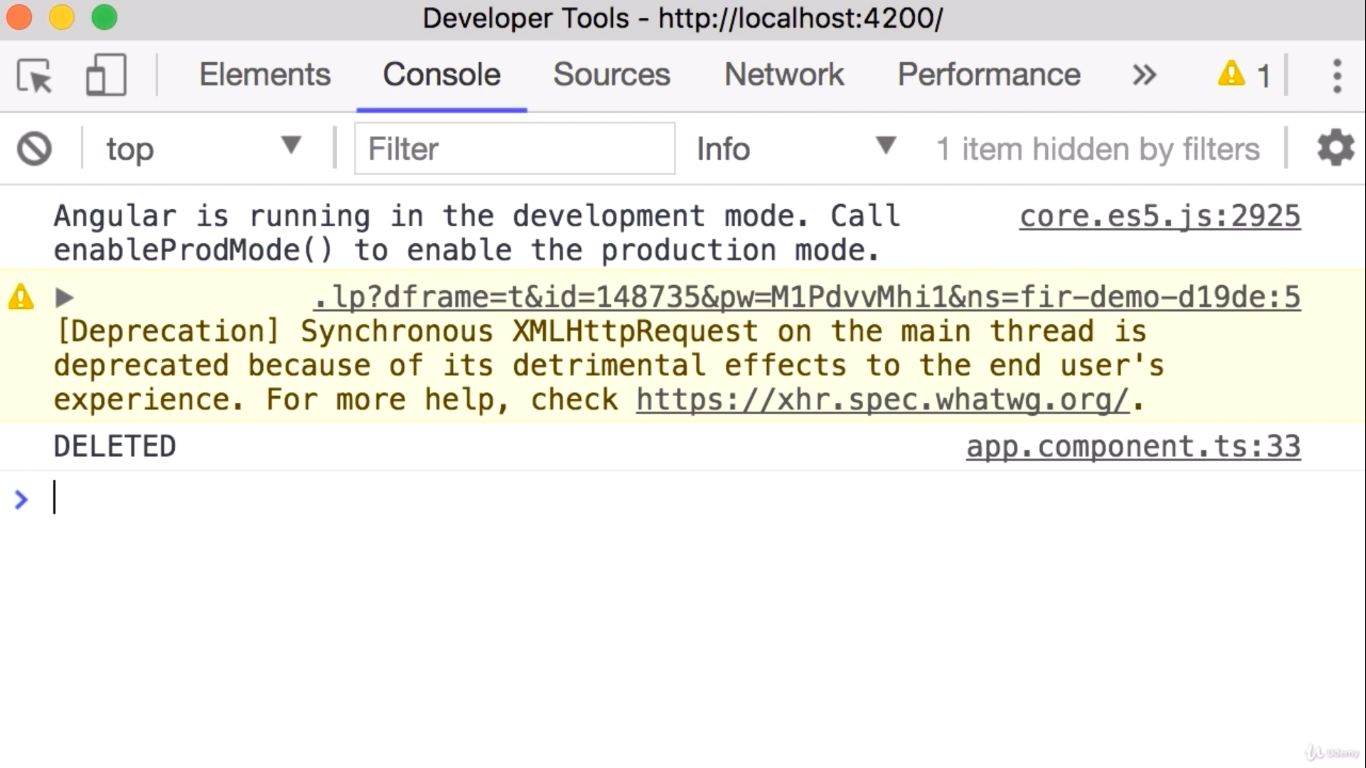 Developer Tools - http://localhost:4200/
Elements Console Sources Network Performance » 1
top Filter Info 1 item hidden by filters
Angular is running in the development mode. Call core.es5.js:2925
enableProdMode() to enable the production mode.
.lp?dframe=t&id=148735&pw=M1PdvvMhi1&ns=fir-demo-d19de:5
[Deprecation] Synchronous XMLHttpRequest on the main thread is
deprecated because of its detrimental effects to the end user's
experience. For more help, check https://xhr.spec.whatwg.org/.
DELETED app.component.ts:33
Udemy